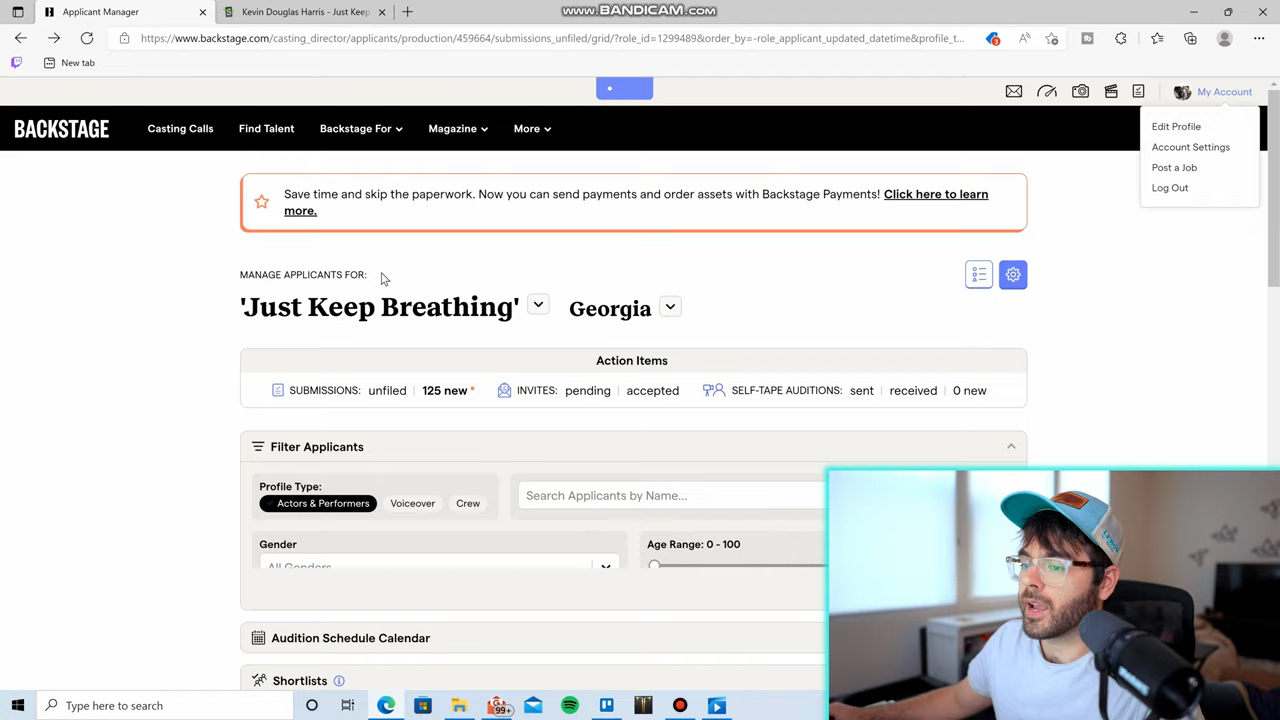 www.BANDICAM.com
Applicant Manager
Kevin Douglas Harris - Just Keep
https://www.backstage.com/casting_director/applicants/production/459664/submissions_unfiled/grid/?role_id=1299489&order_by=-role_applicant_updated_datetime&profile_t...
New tab
My Account
BACKSTAGE
Casting Calls
Find Talent
Backstage For
Magazine
More
Edit Profile
Account Settings
Post a Job
Log Out
Save time and skip the paperwork. Now you can send payments and order assets with Backstage Payments! Click here to learn
more.
MANAGE APPLICANTS FOR:
'Just Keep Breathing' Georgia
Action Items
SUBMISSIONS: unfiled | 125 new * INVITES: pending | accepted SELF-TAPE AUDITIONS: sent | received | 0 new
Filter Applicants
Profile Type:
Actors & Performers Voiceover Crew
Search Applicants by Name...
Gender
Age Range: 0 - 100
All Genders
Audition Schedule Calendar
Shortlists
Type here to search
99+